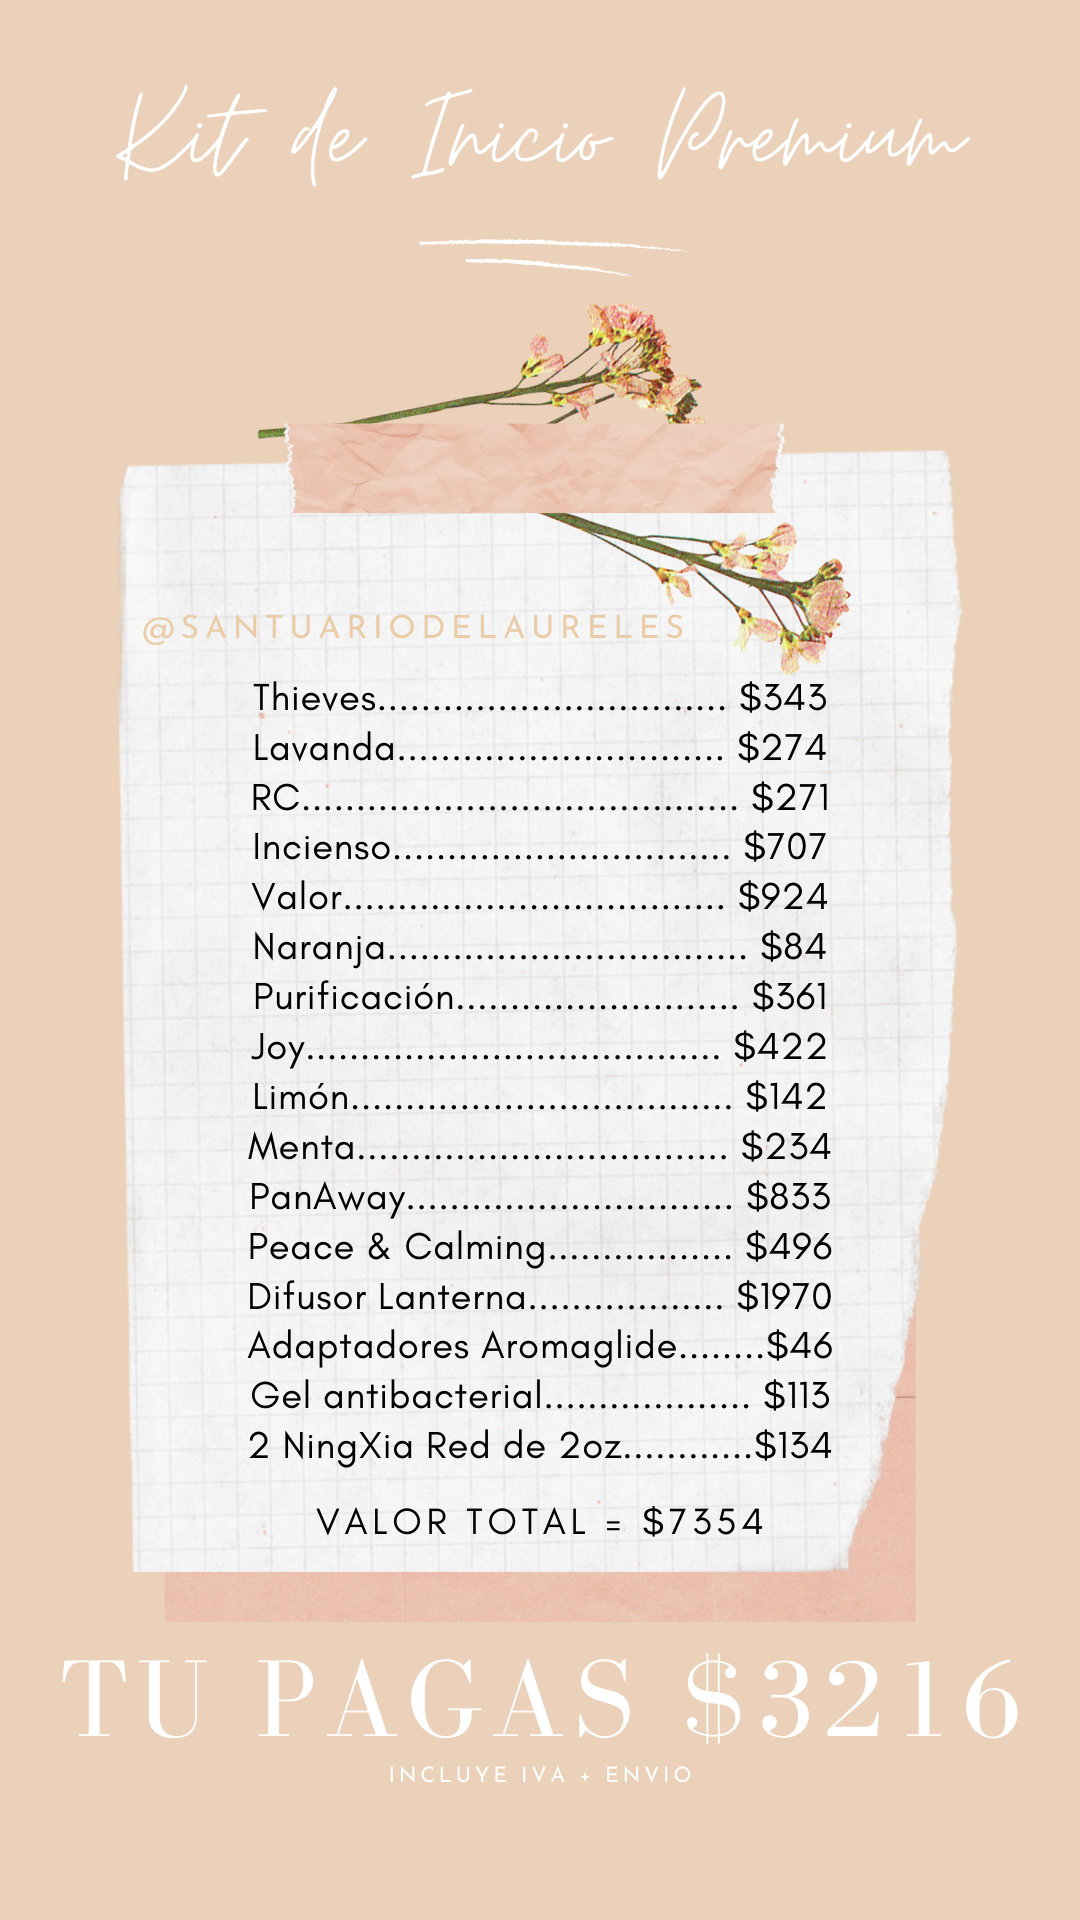 Kit de Inicio Premium
@SANTUARIODELAURELES
Thieves................................ $343
Lavanda.............................. $274
RC........................................ $271
Incienso............................... $707
Valor................................... $924
Naranja................................. $84
Purificación.......................... $361
Joy...................................... $422
Limón................................... $142
Menta.................................. $234
PanAway.............................. $833
Peace & Calming................. $496
Difusor Lanterna.................. $1970
Adaptadores Aromaglide........$46
Gel antibacterial................... $113
2 NingXia Red de 2oz............$134
VALOR TOTAL = $7354
TU PAGAS $3216
INCLUYE IVA + ENVIO